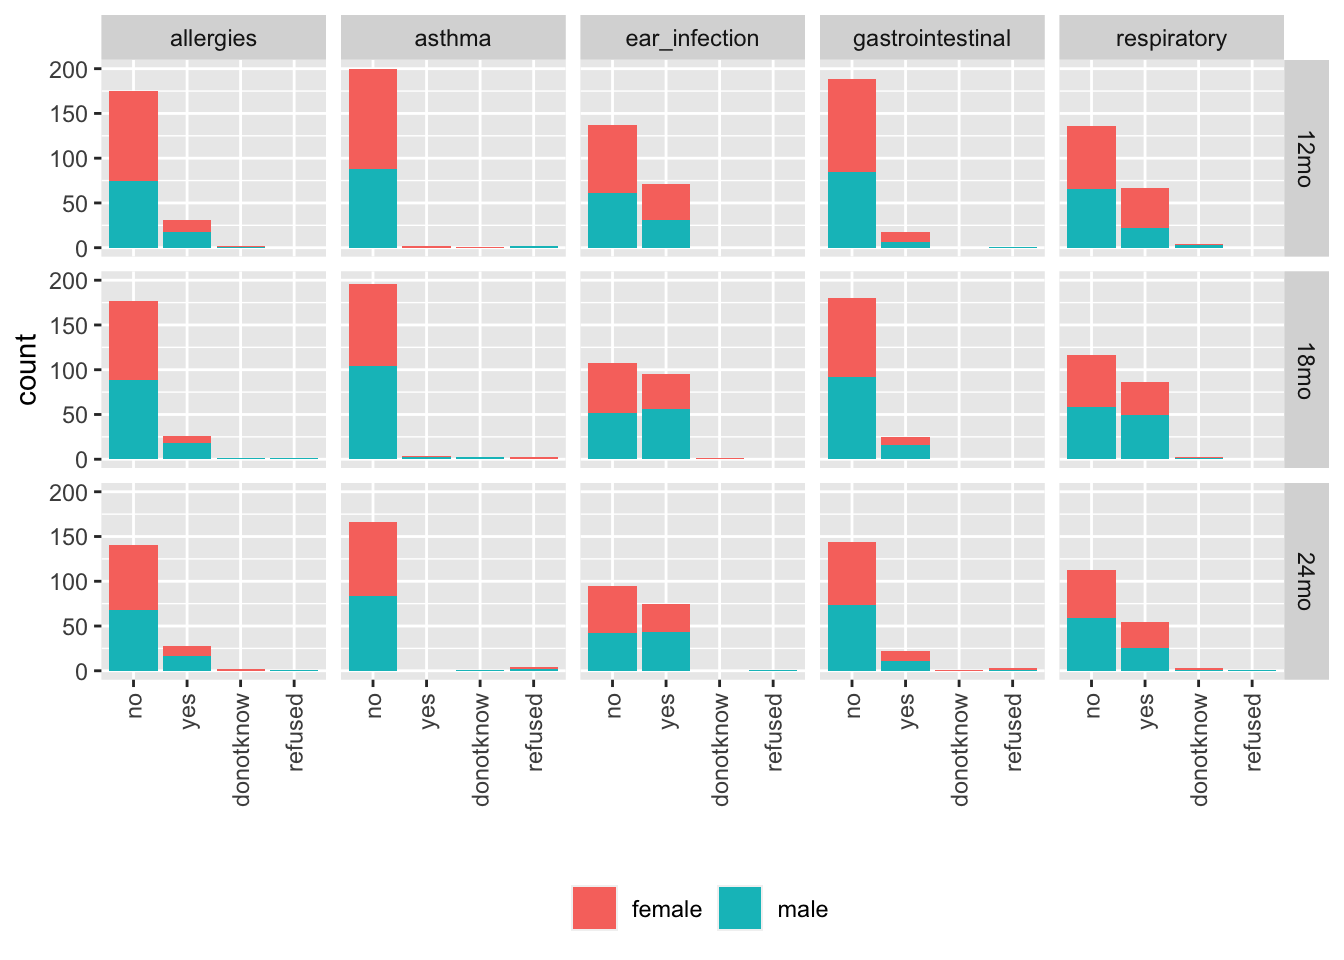 allergies asthma ear_infection gastrointestinal respiratory
200
150
100
50
0
12mo
200
150
100
50
0
18mo
count
200
150
100
50
0
24mo
no yes donotknow refused no yes donotknow refused no yes donotknow refused no yes donotknow refused no yes donotknow refused
female male